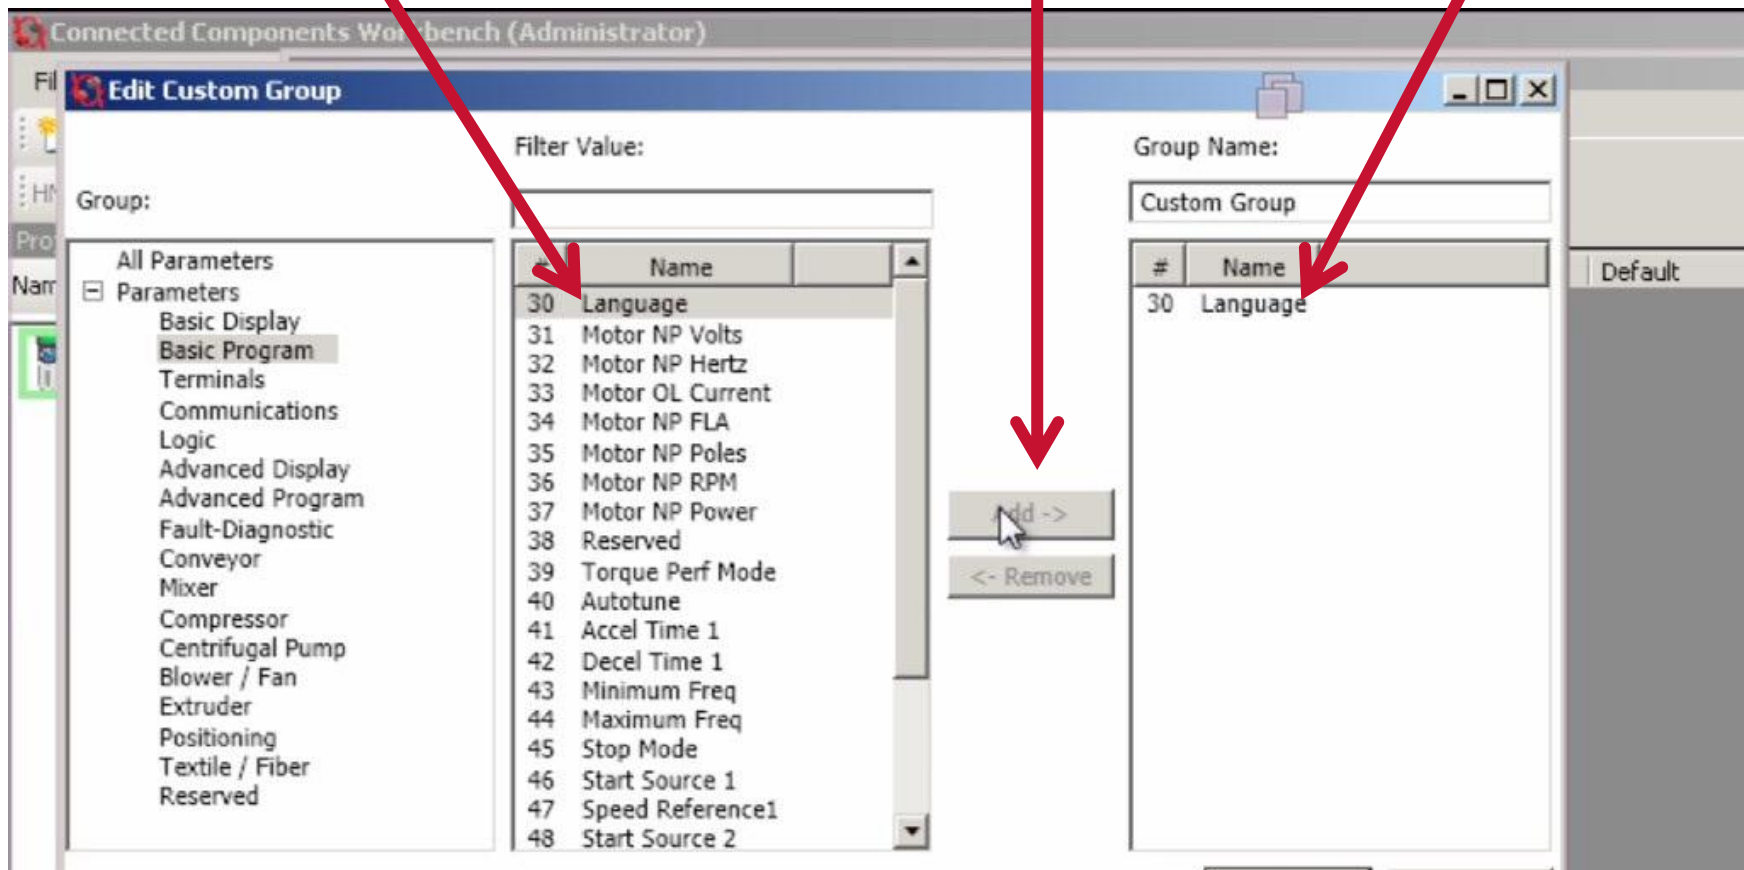 Connected Components Workbench (Administrator)
Edit Custom Group
Filter Value:
Group Name:
Group:
Custom Group
All Parameters
Parameters
Basic Display
Basic Program
Terminals
Communications
Logic
Advanced Display
Advanced Program
Fault-Diagnostic
Conveyor
Mixer
Compressor
Centrifugal Pump
Blower / Fan
Extruder
Positioning
Textile / Fiber
Reserved
# Name
30 Language
31 Motor NP Volts
32 Motor NP Hertz
33 Motor OL Current
34 Motor NP FLA
35 Motor NP Poles
36 Motor NP RPM
37 Motor NP Power
38 Reserved
39 Torque Perf Mode
40 Autotune
41 Accel Time 1
42 Decel Time 1
43 Minimum Freq
44 Maximum Freq
45 Stop Mode
46 Start Source 1
47 Speed Reference1
48 Start Source 2
Add ->
<- Remove
# Name
30 Language
Default